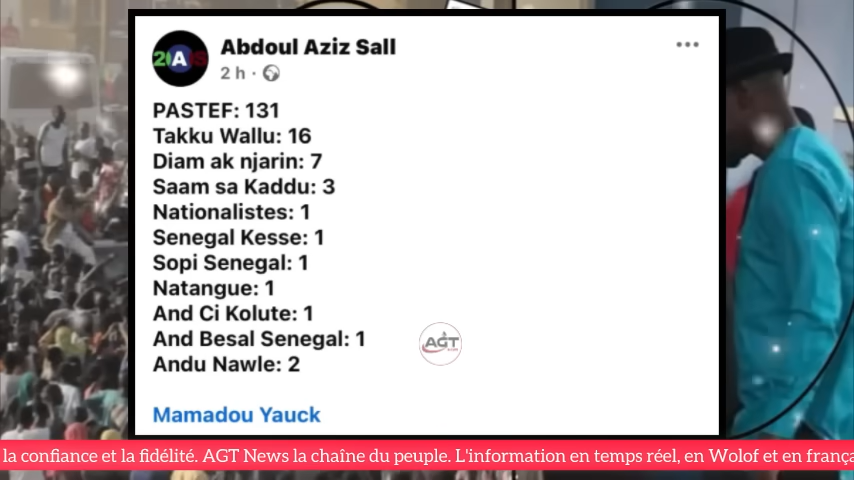 Abdoul Aziz Sall
2 h ·
PASTEF: 131
Takku Wallu: 16
Diam ak njarin: 7
Saam sa Kaddu: 3
Nationalistes: 1
Senegal Kesse: 1
Sopi Senegal: 1
Natangue: 1
And Ci Kolute: 1
And Besal Senegal: 1
AGT
Andu Nawle: 2
Mamadou Yauck
la confiance et la fidélité. AGT News la chaîne du peuple. L'information en temps réel, en Wolof et en frança